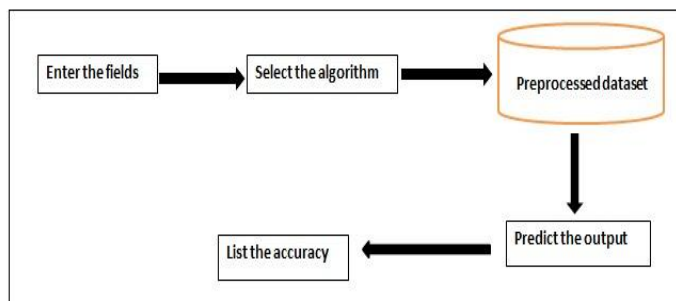 Enter the fields
Select the algorithm
Preprocessed dataset
Predict the output
List the accuracy